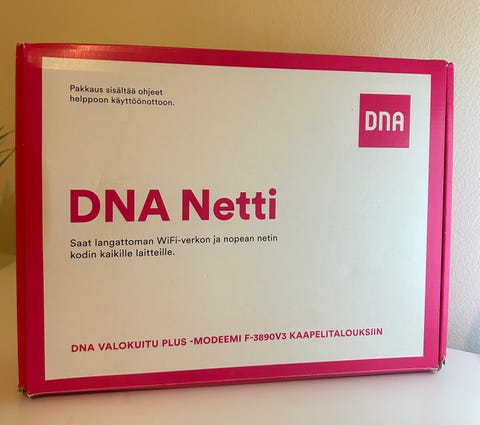 Pakkaus sisältää ohjeet
helppoon käyttöönottoon.
DNA
DNA Netti
Saat langattoman WiFi-verkon ja nopean netin
kodin kaikille laitteille.
DNA VALOKUITU PLUS -MODEEMI F-3890V3 KAAPELITALOUKSIIN